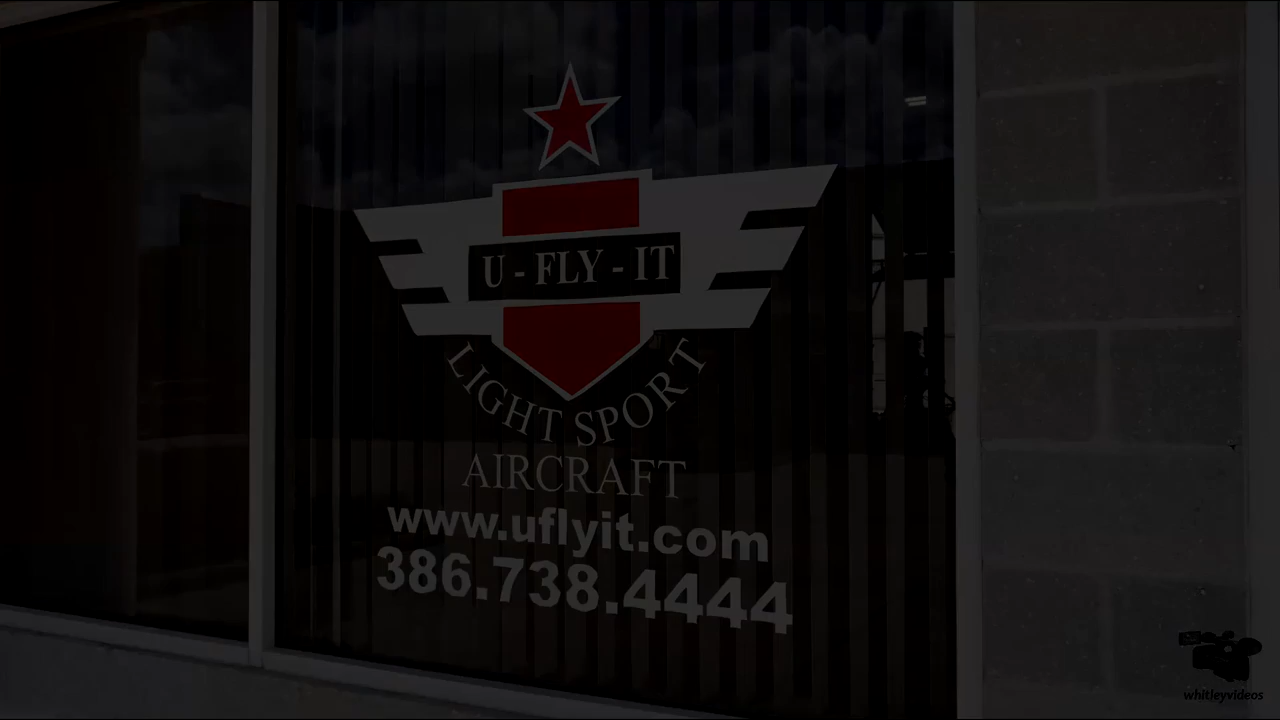 U - FLY - IT
LIGHT SPORT
AIRCRAFT
www.uflyit.com
386.738.4444
whitleyvideos